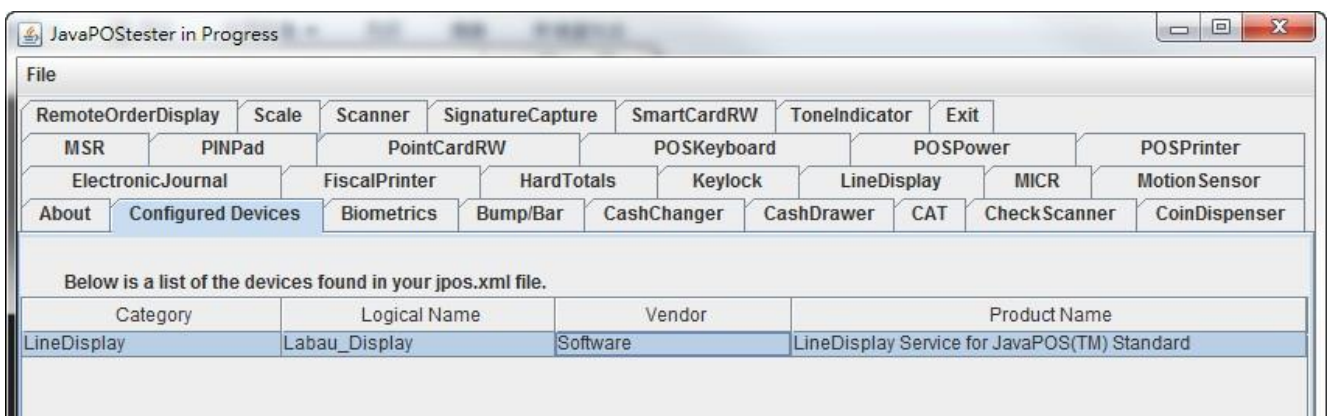 JavaPOStester in Progress
File
RemoteOrderDisplay Scale Scanner SignatureCapture SmartCardRW ToneIndicator Exit
MSR PINPad PointCardRW POSKeyboard POSPower POSPrinter
ElectronicJournal FiscalPrinter HardTotals Keylock LineDisplay MICR MotionSensor
About Configured Devices Biometrics Bump/Bar CashChanger CashDrawer CAT CheckScanner CoinDispenser
Below is a list of the devices found in your jpos.xml file.
Category Logical Name Vendor Product Name
LineDisplay Labau_Display Software LineDisplay Service for JavaPOS(TM) Standard